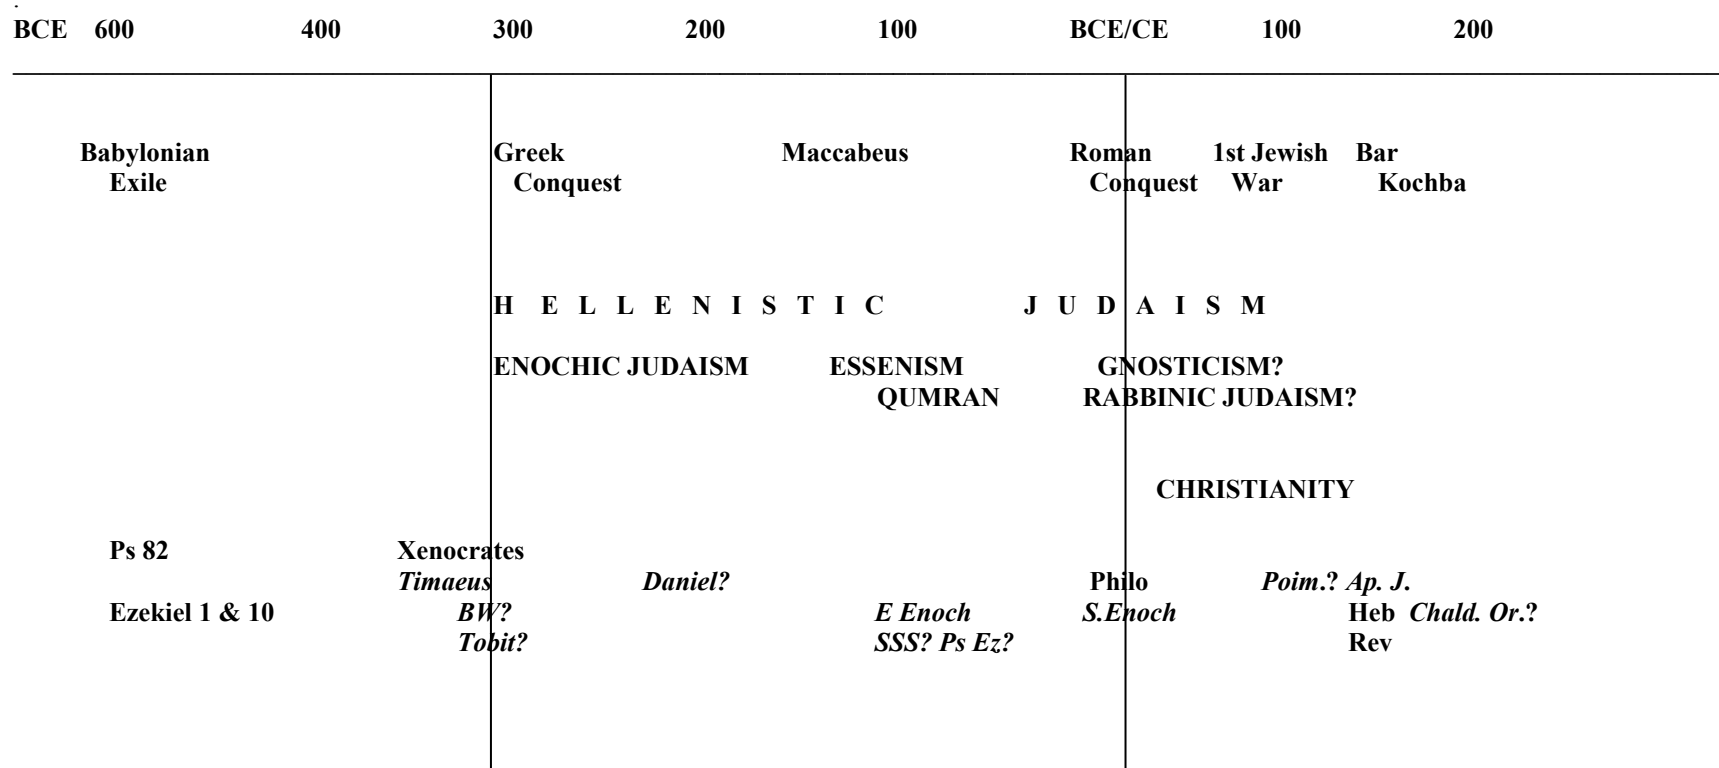 .
BCE 600 400 300 200 100 BCE/CE 100 200
Babylonian Greek Maccabeus Roman 1st Jewish Bar
Exile Conquest Conquest War Kochba
H E L L E N I S T I C J U D A I S M
ENOCHIC JUDAISM ESSENISM GNOSTICISM?
QUMRAN RABBINIC JUDAISM?
CHRISTIANITY
Ps 82 Xenocrates
Timaeus Daniel? Philo Poim.? Ap. J.
Ezekiel 1 & 10 BW? E Enoch S.Enoch Heb Chald. Or.?
Tobit? SSS? Ps Ez? Rev